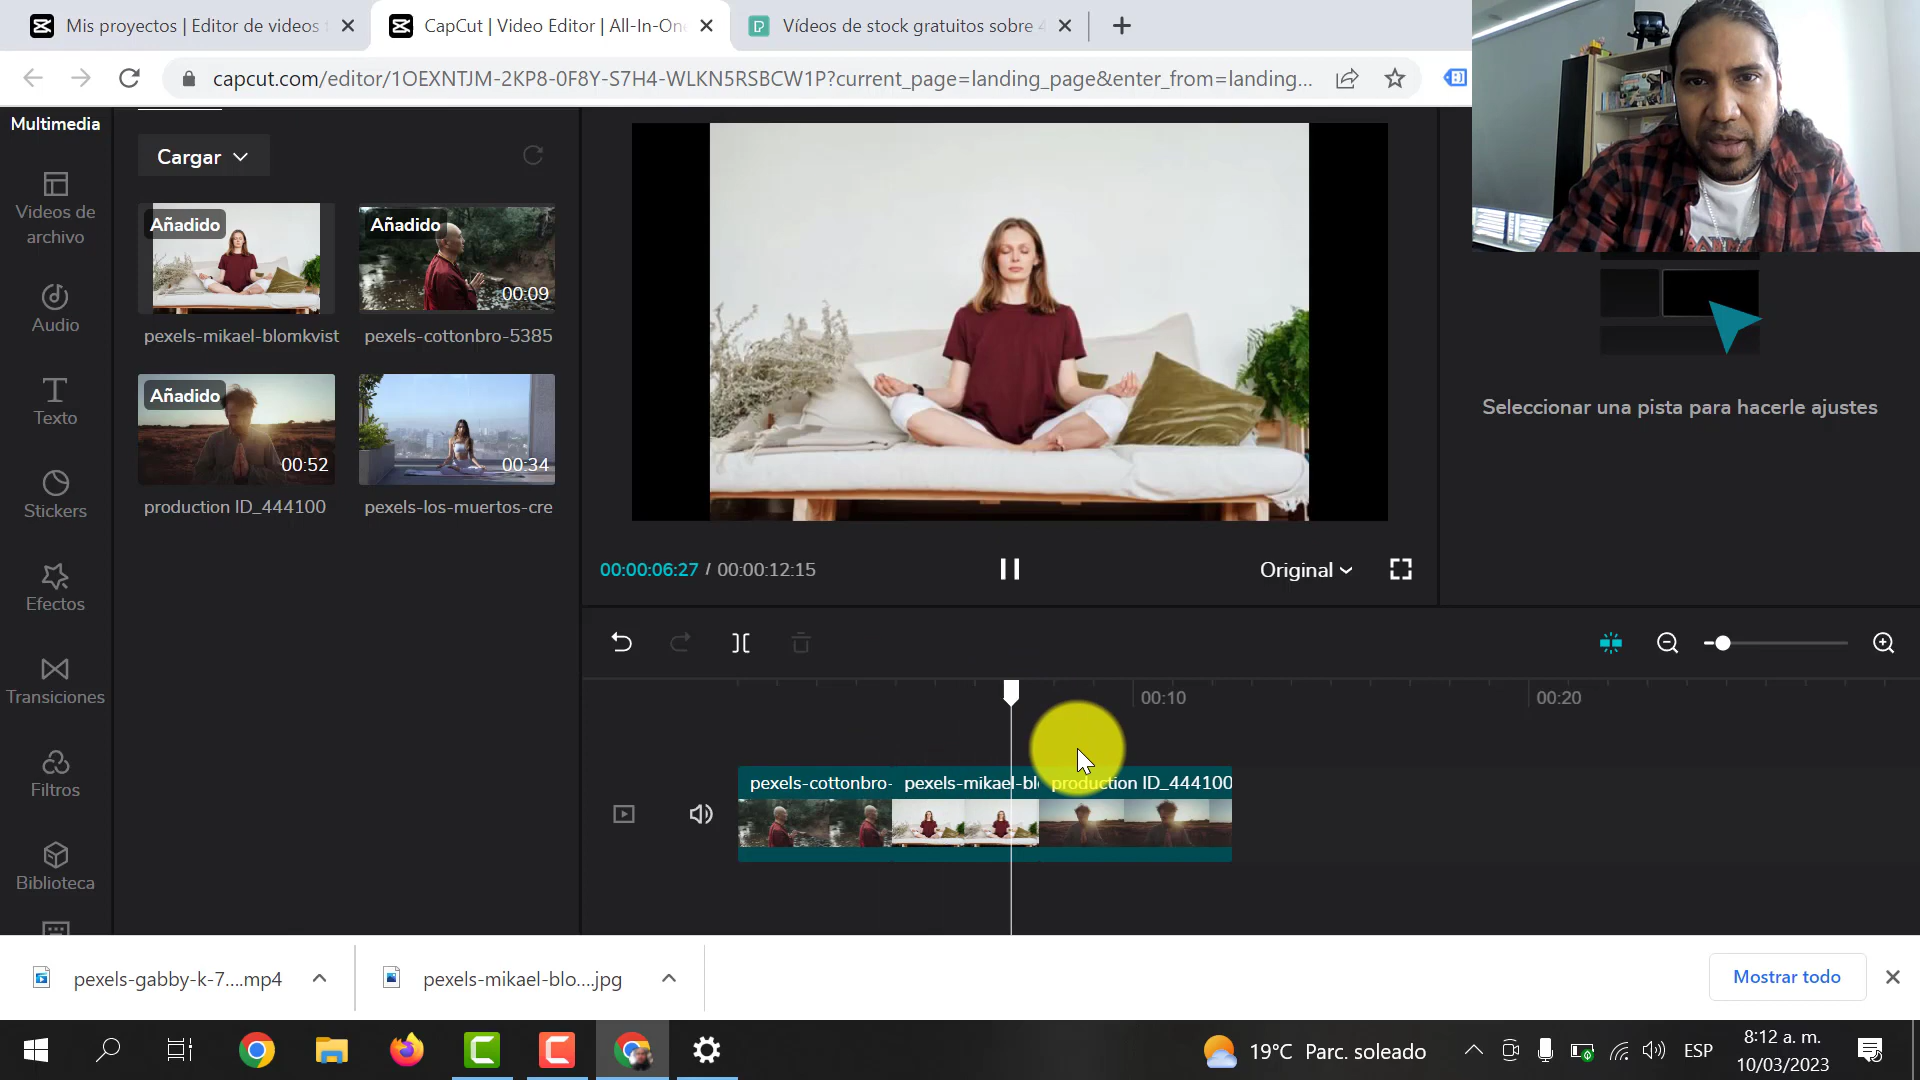 Mis proyectos | Editor de videos
CapCut | Video Editor | All-In-On
Vídeos de stock gratuitos sobre 4
capcut.com/editor/1OEXNTJM-2KP8-0F8Y-S7H4-WLKN5RSBCW1P?current_page=landing_page&enter_from=landing...
Multimedia
Cargar
Videos de
archivo
Audio
Texto
Stickers
Efectos
Transiciones
Filtros
Biblioteca
Añadido
pexels-mikael-blomkvist
Añadido
00:09
pexels-cottonbro-5385
Añadido
00:52
production ID_444100
00:34
pexels-los-muertos-cre
00:00:06:27 / 00:00:12:15
Original
Seleccionar una pista para hacerle ajustes
00:10
00:20
pexels-cottonbro-
pexels-mikael-bl
production ID_444100
pexels-gabby-k-7....mp4
pexels-mikael-blo....jpg
Mostrar todo
19°C Parc. soleado
ESP
8:12 a. m.
10/03/2023